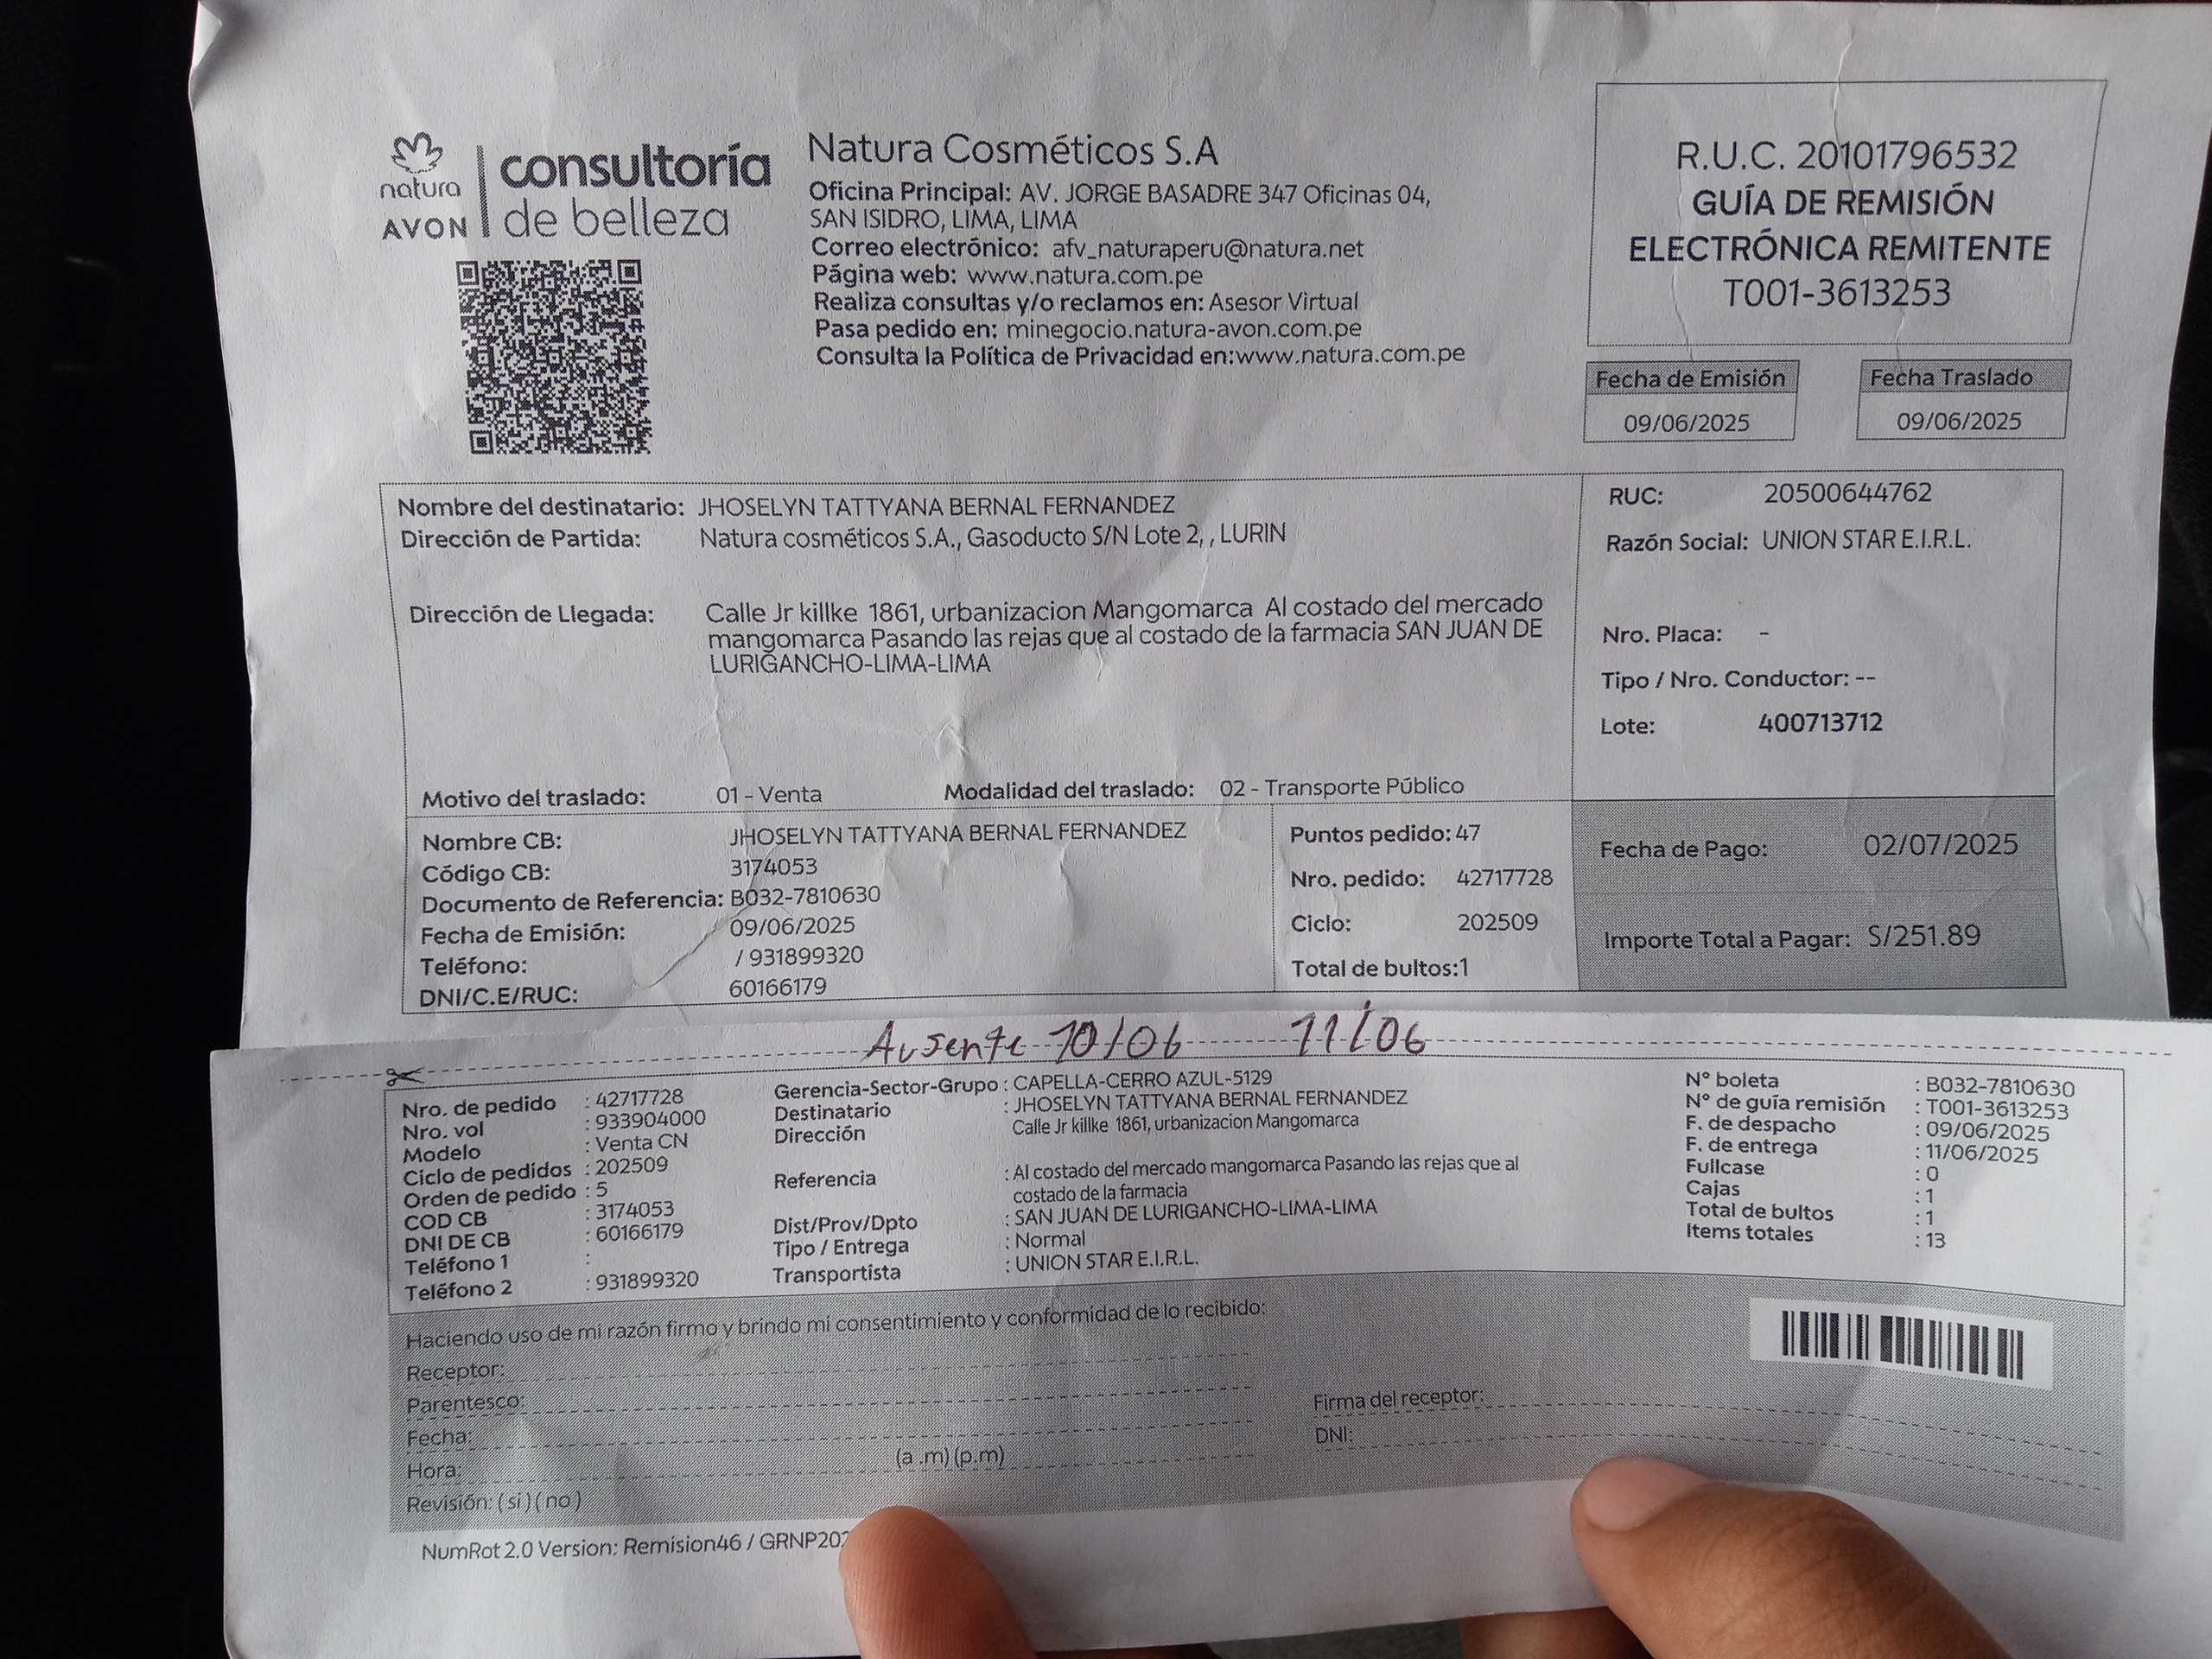 natura
AVON
consultoría
de belleza
Natura Cosméticos S.A
Oficina Principal: AV. JORGE BASADRE 347 Oficinas 04,
SAN ISIDRO, LIMA, LIMA
Correo electrónico: afv_naturaperu@natura.net
Página web: www.natura.com.pe
Realiza consultas y/o reclamos en: Asesor Virtual
Pasa pedido en: minegocio.natura-avon.com.pe
Consulta la Política de Privacidad en:www.natura.com.pe
R.U.C. 20101796532
GUÍA DE REMISIÓN
ELECTRÓNICA REMITENTE
T001-3613253
Fecha de Emisión
09/06/2025
Fecha Traslado
09/06/2025
Nombre del destinatario: JHOSELYN TATTYANA BERNAL FERNANDEZ
Dirección de Partida: Natura cosméticos S.A., Gasoducto S/N Lote 2, , LURIN
Dirección de Llegada: Calle Jr killke 1861, urbanizacion Mangomarca Al costado del mercado
mangomarca Pasando las rejas que al costado de la farmacia SAN JUAN DE
LURIGANCHO-LIMA-LIMA
Motivo del traslado: 01 - Venta Modalidad del traslado: 02 - Transporte Público
RUC: 20500644762
Razón Social: UNION STAR E.I.R.L.
Nro. Placa: -
Tipo / Nro. Conductor: --
Lote: 400713712
Nombre CB: JHOSELYN TATTYANA BERNAL FERNANDEZ
Código CB: 3174053
Documento de Referencia: B032-7810630
Fecha de Emisión: 09/06/2025
Teléfono: / 931899320
DNI/C.E/RUC: 60166179
Puntos pedido: 47
Nro. pedido: 42717728
Ciclo: 202509
Total de bultos:1
Fecha de Pago: 02/07/2025
Importe Total a Pagar: S/251.89
Ausente 10/06 11/06
Nro. de pedido : 42717728
Nro. vol : 933904000
Modelo : Venta CN
Ciclo de pedidos : 202509
Orden de pedido : 5
COD CB : 3174053
DNI DE CB : 60166179
Teléfono 1 :
Teléfono 2 : 931899320
Gerencia-Sector-Grupo : CAPELLA-CERRO AZUL-5129
Destinatario : JHOSELYN TATTYANA BERNAL FERNANDEZ
Dirección Calle Jr killke 1861, urbanizacion Mangomarca
Referencia : Al costado del mercado mangomarca Pasando las rejas que al
costado de la farmacia
Dist/Prov/Dpto : SAN JUAN DE LURIGANCHO-LIMA-LIMA
Tipo / Entrega : Normal
Transportista : UNION STAR E.I.R.L.
N° boleta : B032-7810630
N° de guía remisión : T001-3613253
F. de despacho : 09/06/2025
F. de entrega : 11/06/2025
Fullcase : 0
Cajas : 1
Total de bultos : 1
Items totales : 13
Haciendo uso de mi razón firmo y brindo mi consentimiento y conformidad de lo recibido:
Receptor:
Parentesco:
Fecha:
Hora: (a .m) (p.m)
Revisión: ( si ) ( no )
Firma del receptor:
DNI:
NumRot 2.0 Version: Remision46 / GRNP202